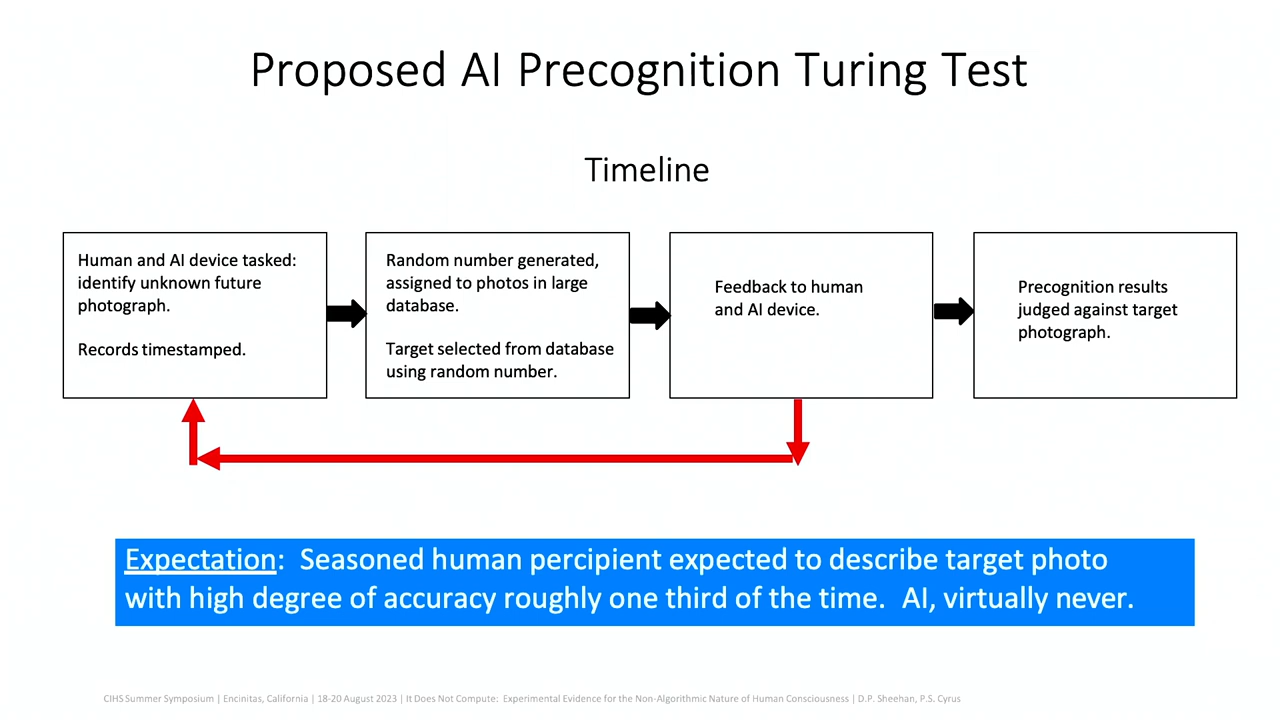 Proposed AI Precognition Turing Test
Timeline
Human and AI device tasked:
identify unknown future
photograph.
Records timestamped.
Random number generated,
assigned to photos in large
database.
Target selected from database
using random number.
Feedback to human
and AI device.
Precognition results
judged against target
photograph.
Expectation: Seasoned human percipient expected to describe target photo
with high degree of accuracy roughly one third of the time. AI, virtually never.
CIHS Summer Symposium | Encinitas, California | 18-20 August 2023 | It Does Not Compute: Experimental Evidence for the Non-Algorithmic Nature of Human Consciousness | D.P. Sheehan, P.S. Cyrus